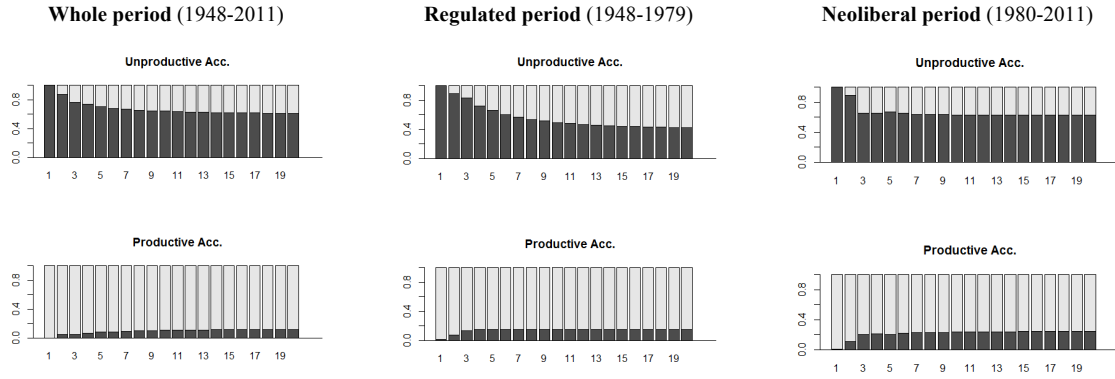 Whole period (1948-2011)
Regulated period (1948-1979)
Neoliberal period (1980-2011)
Unproductive Acc.
0.0 0.4 0.8
1 3 5 7 9 11 13 15 17 19
Unproductive Acc.
0.0 0.4 0.8
1 3 5 7 9 11 13 15 17 19
Unproductive Acc.
0.0 0.4 0.8
1 3 5 7 9 11 13 15 17 19
Productive Acc.
0.0 0.4 0.8
1 3 5 7 9 11 13 15 17 19
Productive Acc.
0.0 0.4 0.8
1 3 5 7 9 11 13 15 17 19
Productive Acc.
0.0 0.4 0.8
1 3 5 7 9 11 13 15 17 19